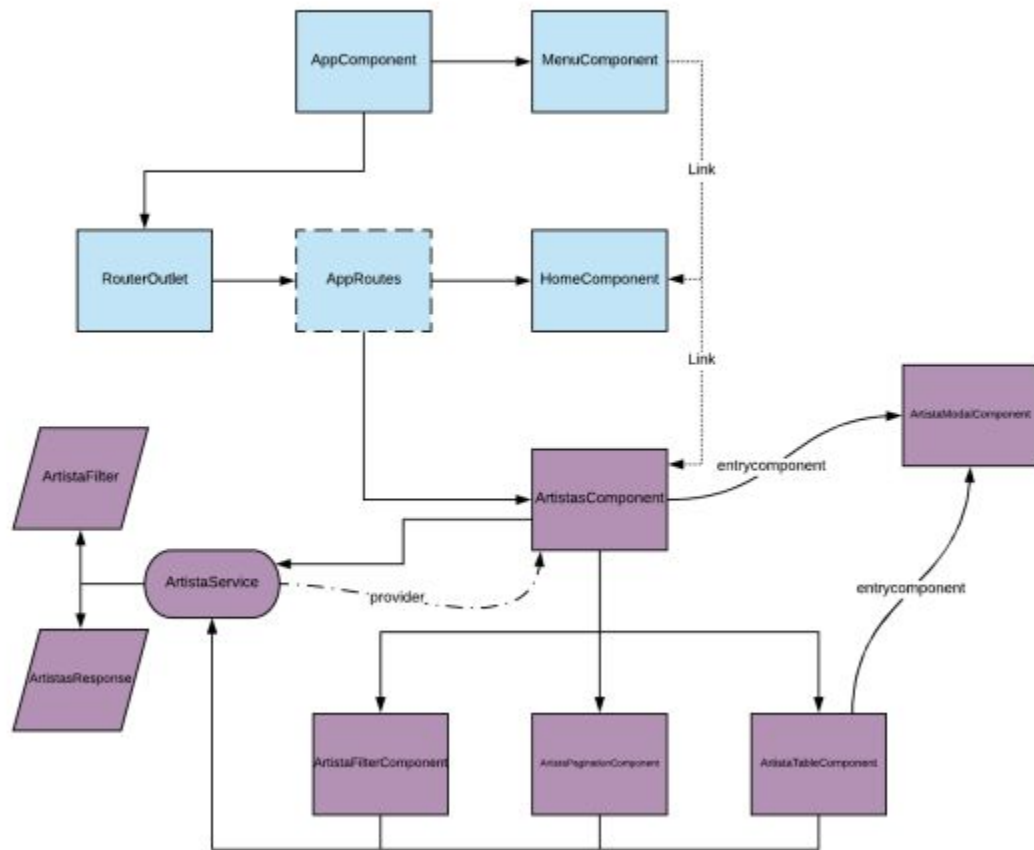 AppComponent
MenuComponent
Link
RouterOutlet
AppRoutes
HomeComponent
Link
ArtistaModalComponent
ArtistaFilter
entrycomponent
ArtistasComponent
ArtistaService
provider
entrycomponent
ArtistasResponse
ArtistaFilterComponent
ArtistaPaginationComponent
ArtistaTableComponent